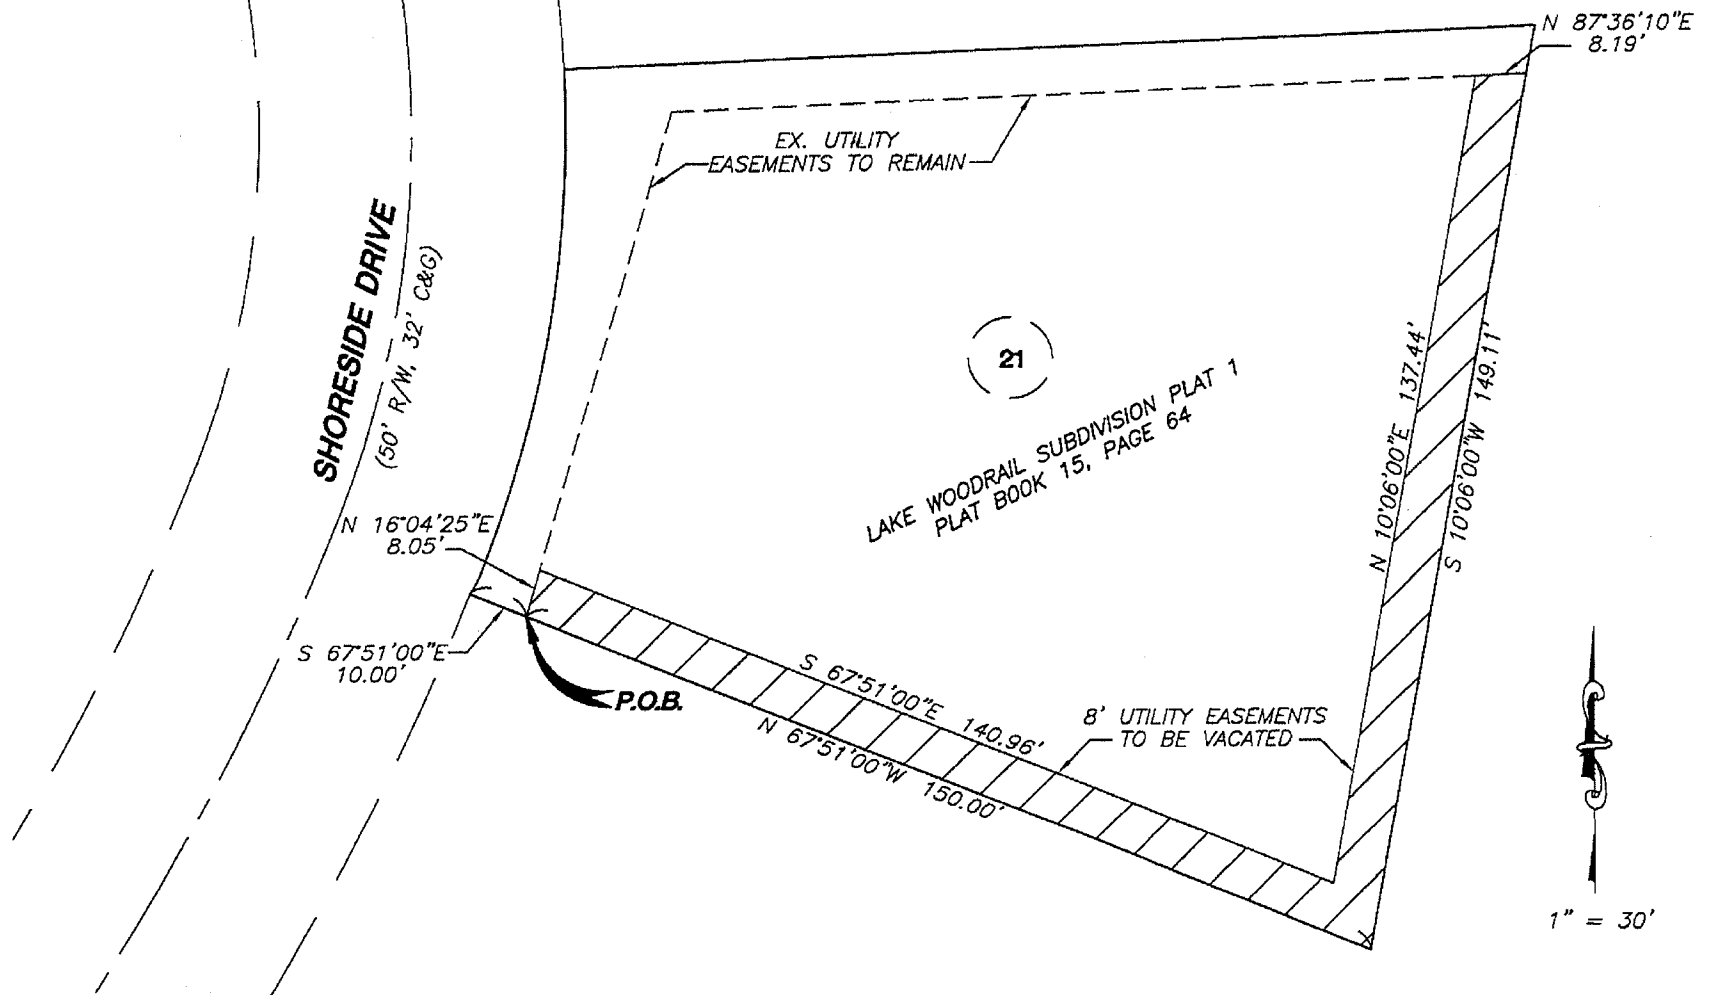 N 87°36'10"E
8.19'
EX. UTILITY
EASEMENTS TO REMAIN
SHORESIDE DRIVE
(50' R/W, 32' C&G)
21
LAKE WOODRAIL SUBDIVISION PLAT 1
PLAT BOOK 15, PAGE 64
N 10°06'00"E 137.44'
S 10°06'00"W 149.11'
N 16°04'25"E
8.05'
S 67°51'00"E
10.00'
P.O.B.
S 67°51'00"E 140.96'
N 67°51'00"W 150.00'
8' UTILITY EASEMENTS
TO BE VACATED
1" = 30'